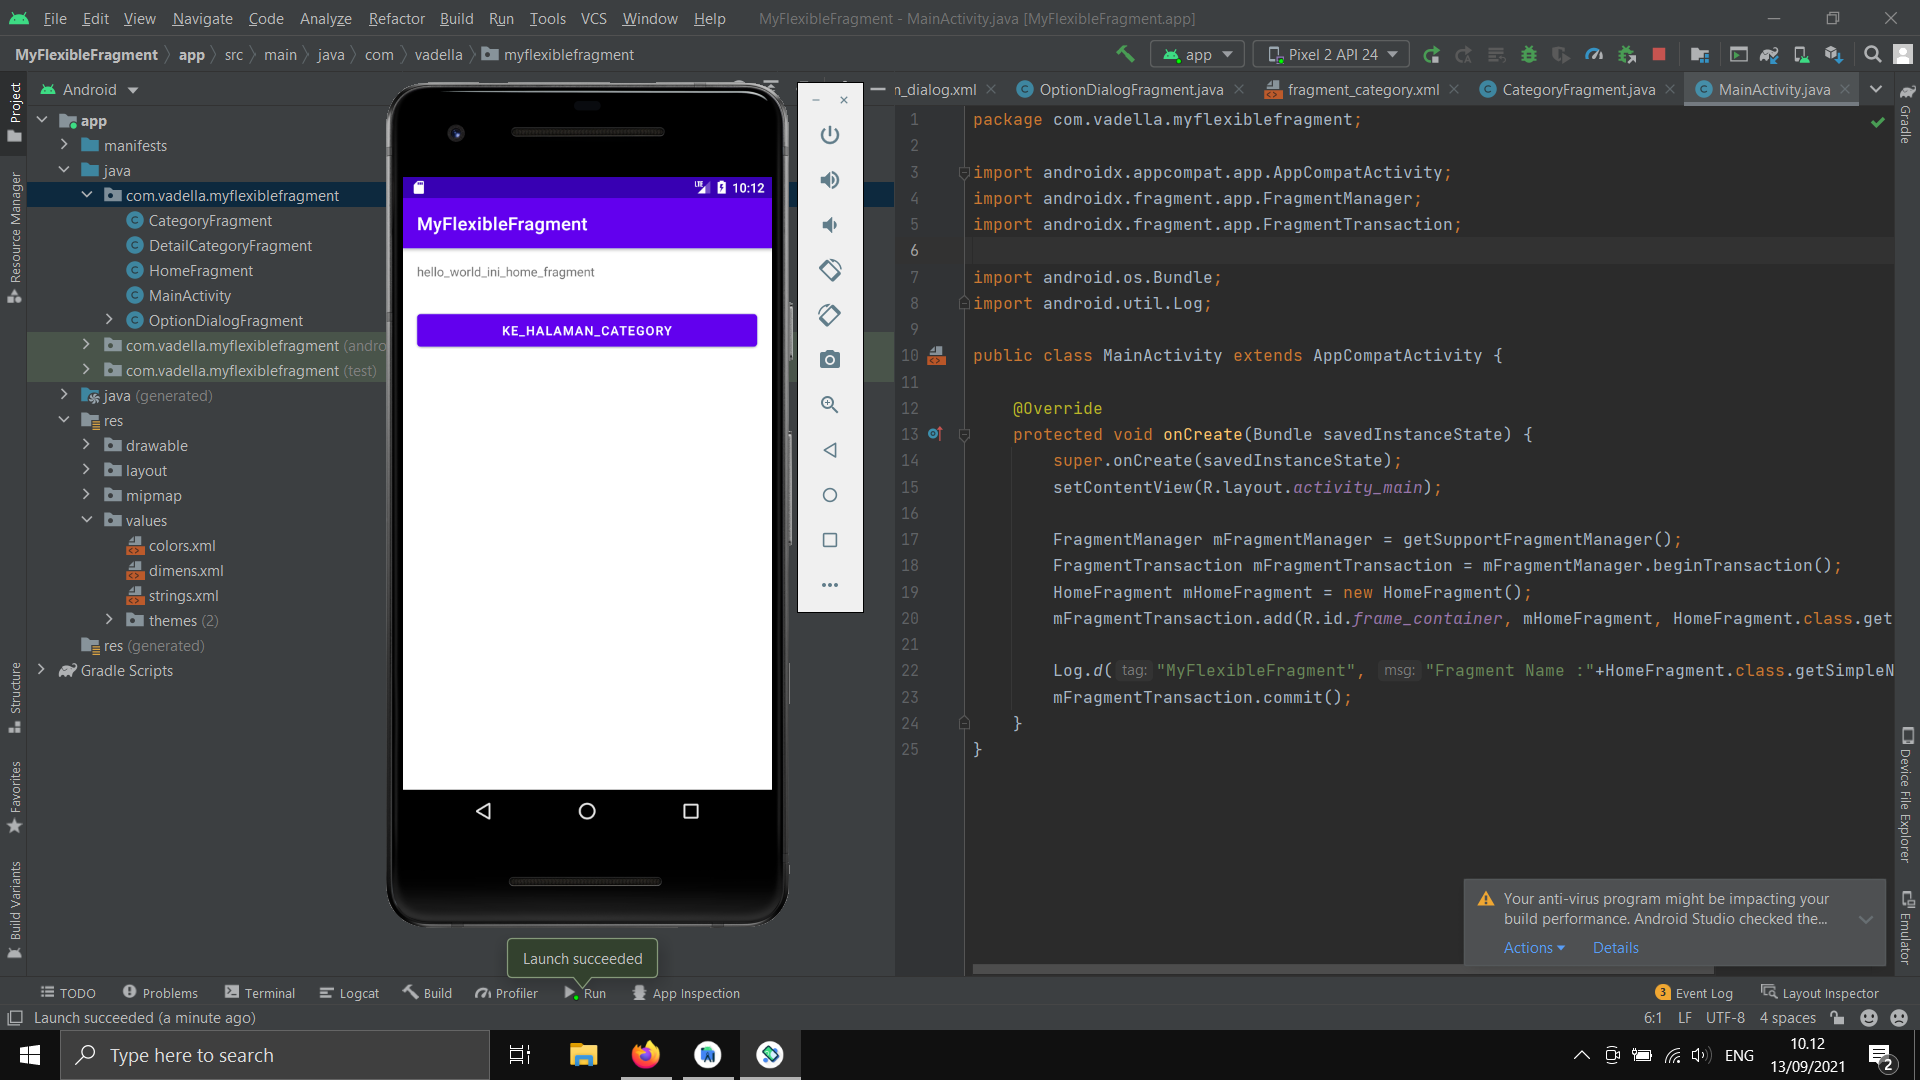 File Edit View Navigate Code Analyze Refactor Build Run Tools VCS Window Help MyFlexibleFragment - MainActivity.java [MyFlexibleFragment.app]
MyFlexibleFragment app src main java com vadella myflexiblefragment
app Pixel 2 API 24
Android
n_dialog.xml OptionDialogFragment.java fragment_category.xml CategoryFragment.java MainActivity.java
Project
Resource Manager
Structure
Favorites
Build Variants
app
manifests
java
com.vadella.myflexiblefragment
CategoryFragment
DetailCategoryFragment
HomeFragment
MainActivity
OptionDialogFragment
com.vadella.myflexiblefragment (andro
com.vadella.myflexiblefragment (test)
java (generated)
res
drawable
layout
mipmap
values
colors.xml
dimens.xml
strings.xml
themes (2)
res (generated)
Gradle Scripts
LTE 10:12
MyFlexibleFragment
hello_world_ini_home_fragment
KE_HALAMAN_CATEGORY
1 package com.vadella.myflexiblefragment;
2
3 import androidx.appcompat.app.AppCompatActivity;
4 import androidx.fragment.app.FragmentManager;
5 import androidx.fragment.app.FragmentTransaction;
6
7 import android.os.Bundle;
8 import android.util.Log;
9
10 public class MainActivity extends AppCompatActivity {
11
12 @Override
13 protected void onCreate(Bundle savedInstanceState) {
14 super.onCreate(savedInstanceState);
15 setContentView(R.layout.activity_main);
16
17 FragmentManager mFragmentManager = getSupportFragmentManager();
18 FragmentTransaction mFragmentTransaction = mFragmentManager.beginTransaction();
19 HomeFragment mHomeFragment = new HomeFragment();
20 mFragmentTransaction.add(R.id.frame_container, mHomeFragment, HomeFragment.class.get
21
22 Log.d( tag: "MyFlexibleFragment", msg: "Fragment Name :"+HomeFragment.class.getSimpleN
23 mFragmentTransaction.commit();
24 }
25 }
Gradle
Device File Explorer
Emulator
Your anti-virus program might be impacting your
build performance. Android Studio checked the...
Actions Details
Launch succeeded
TODO Problems Terminal Logcat Build Profiler Run App Inspection 3 Event Log Layout Inspector
Launch succeeded (a minute ago) 6:1 LF UTF-8 4 spaces
Type here to search
ENG
10.12
13/09/2021
2